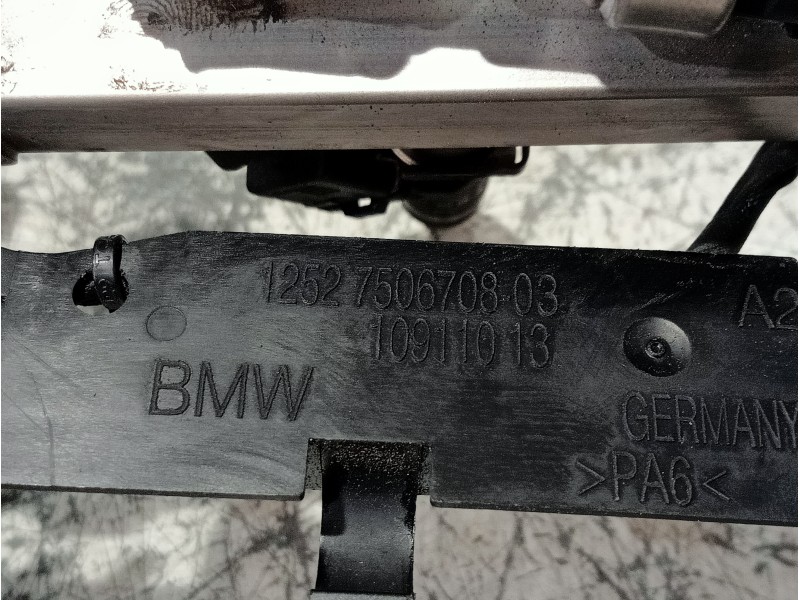 1252 7506708-03
10911013
A2
BMW
GERMANY
>PA6<